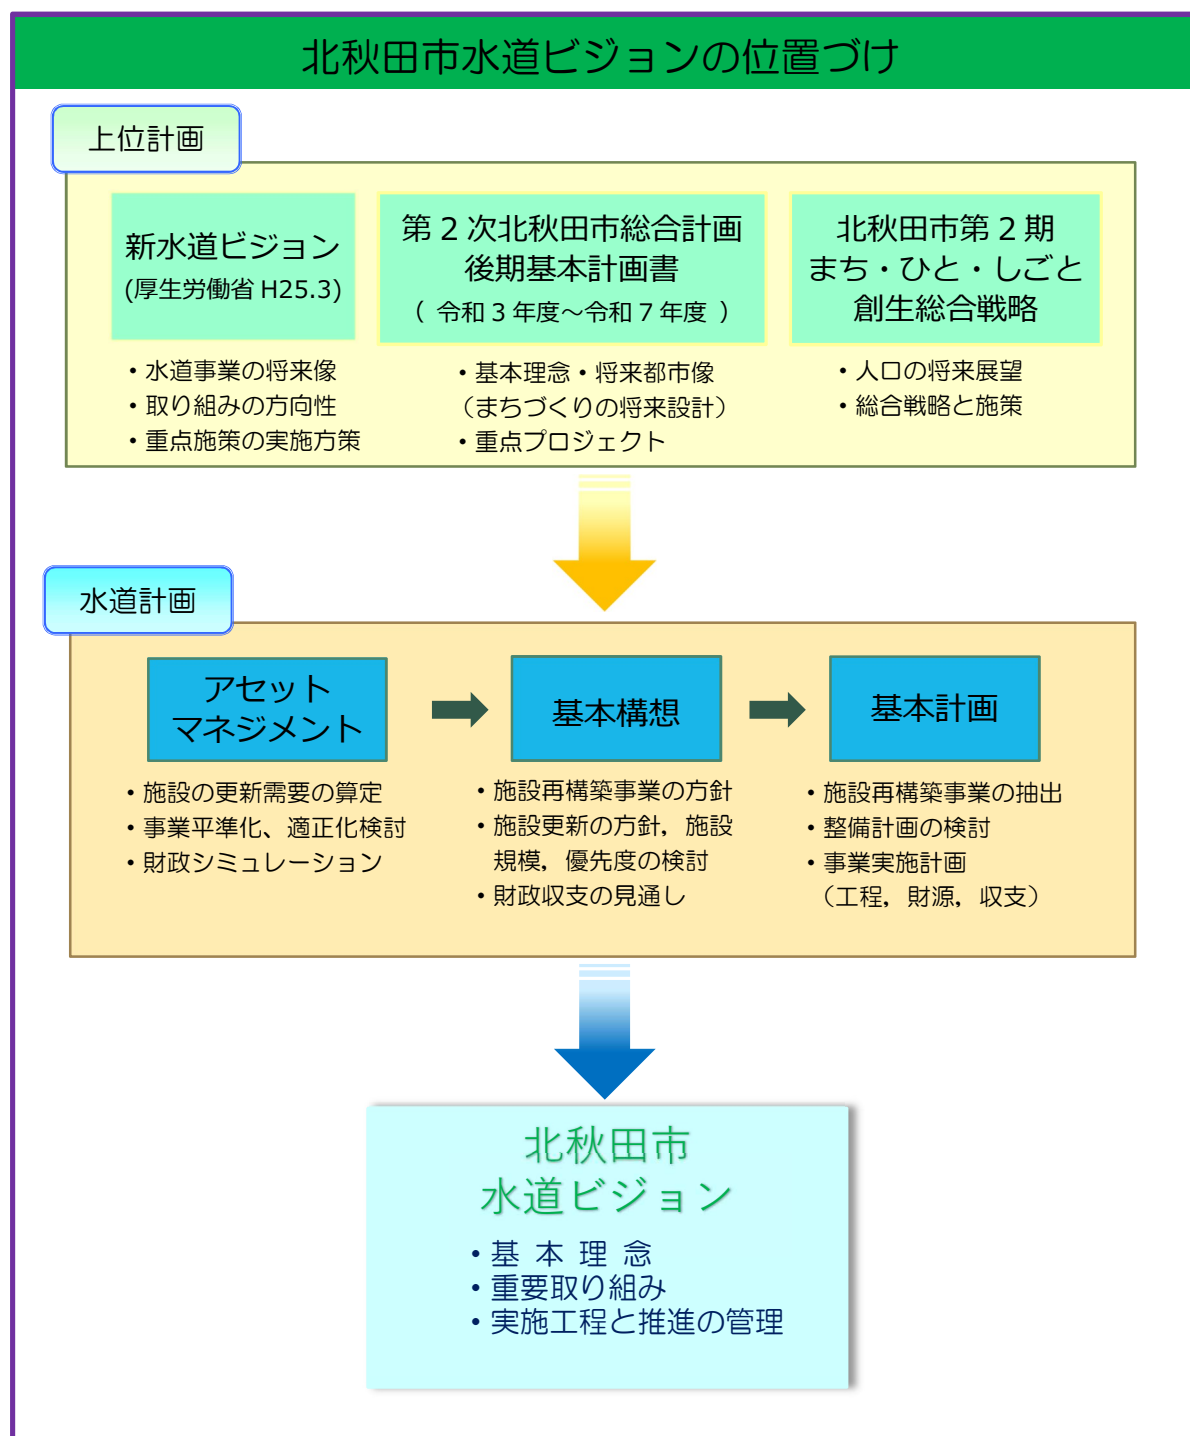 北秋田市水道ビジョンの位置づけ
上位計画
新水道ビジョン
(厚生労働省 H25.3)
・水道事業の将来像
・取り組みの方向性
・重点施策の実施方策
第２次北秋田市総合計画
後期基本計画書
（ 令和３年度～令和７年度 ）
・基本理念・将来都市像
（まちづくりの将来設計）
・重点プロジェクト
北秋田市第２期
まち・ひと・しごと
創生総合戦略
・人口の将来展望
・総合戦略と施策
水道計画
アセット
マネジメント
・施設の更新需要の算定
・事業平準化、適正化検討
・財政シミュレーション
基本構想
・施設再構築事業の方針
・施設更新の方針，施設
規模，優先度の検討
・財政収支の見通し
基本計画
・施設再構築事業の抽出
・整備計画の検討
・事業実施計画
（工程，財源，収支）
北秋田市
水道ビジョン
・基 本 理 念
・重要取り組み
・実施工程と推進の管理